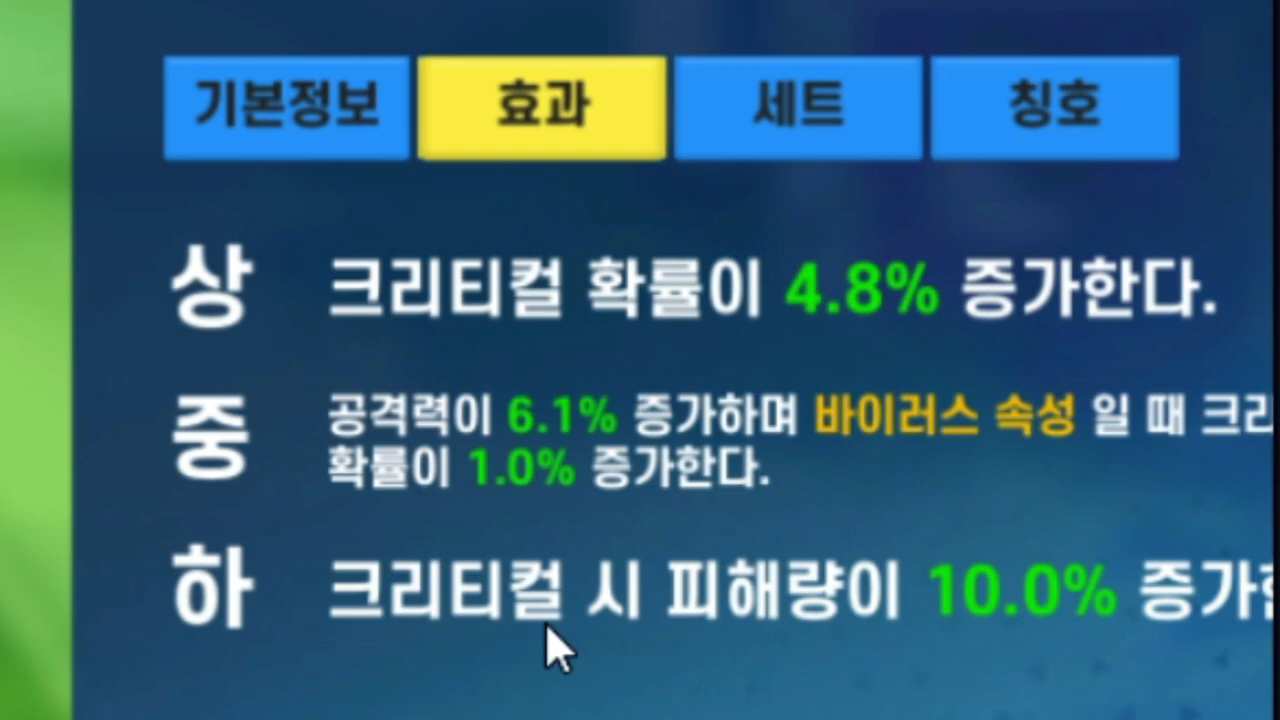 기본정보 효과 세트 칭호
상 크리티컬 확률이 4.8% 증가한다.
중 공격력이 6.1% 증가하며 바이러스 속성 일 때 크리
확률이 1.0% 증가한다.
하 크리티컬 시 피해량이 10.0% 증가